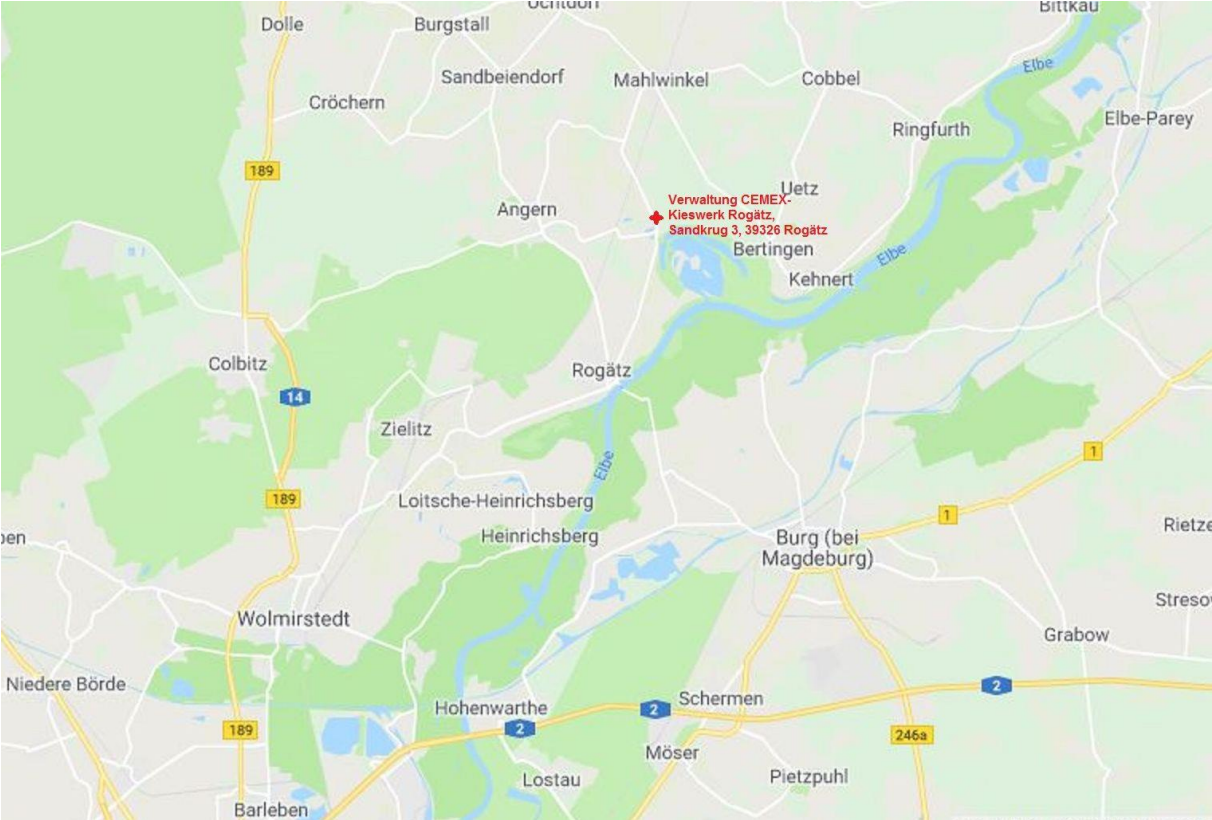 Uchtdorf
Bittkau
Dolle
Burgstall
Elbe
Sandbeiendorf
Mahlwinkel
Cobbel
Cröchern
Ringfurth
Elbe-Parey
189
Uetz
Verwaltung CEMEX-
Kieswerk Rogätz,
Sandkrug 3, 39326 Rogätz
Angern
Bertingen
Elbe
Kehnert
Colbitz
Rogätz
14
Zielitz
1
Elbe
189
Loitsche-Heinrichsberg
1
Rietze
Heinrichsberg
Burg (bei
Magdeburg)
Wolmirstedt
Grabow
Niedere Börde
2
Schermen
Hohenwarthe
2
2
189
246a
Möser
Lostau
Pietzpuhl
Barleben